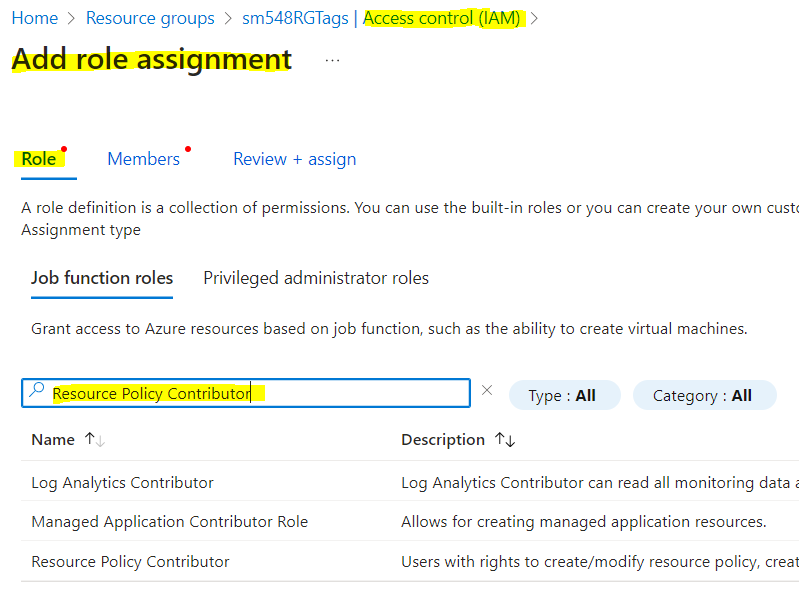 Home > Resource groups > sm548RGTags | Access control (IAM) >
Add role assignment ...
Role Members Review + assign
A role definition is a collection of permissions. You can use the built-in roles or you can create your own
Assignment type
Job function roles Privileged administrator roles
Grant access to Azure resources based on job function, such as the ability to create virtual machines.
Resource Policy Contributor Type : All Category : All
Name ↑↓ Description ↑↓
Log Analytics Contributor Log Analytics Contributor can read all monitoring data
Managed Application Contributor Role Allows for creating managed application resources.
Resource Policy Contributor Users with rights to create/modify resource policy,